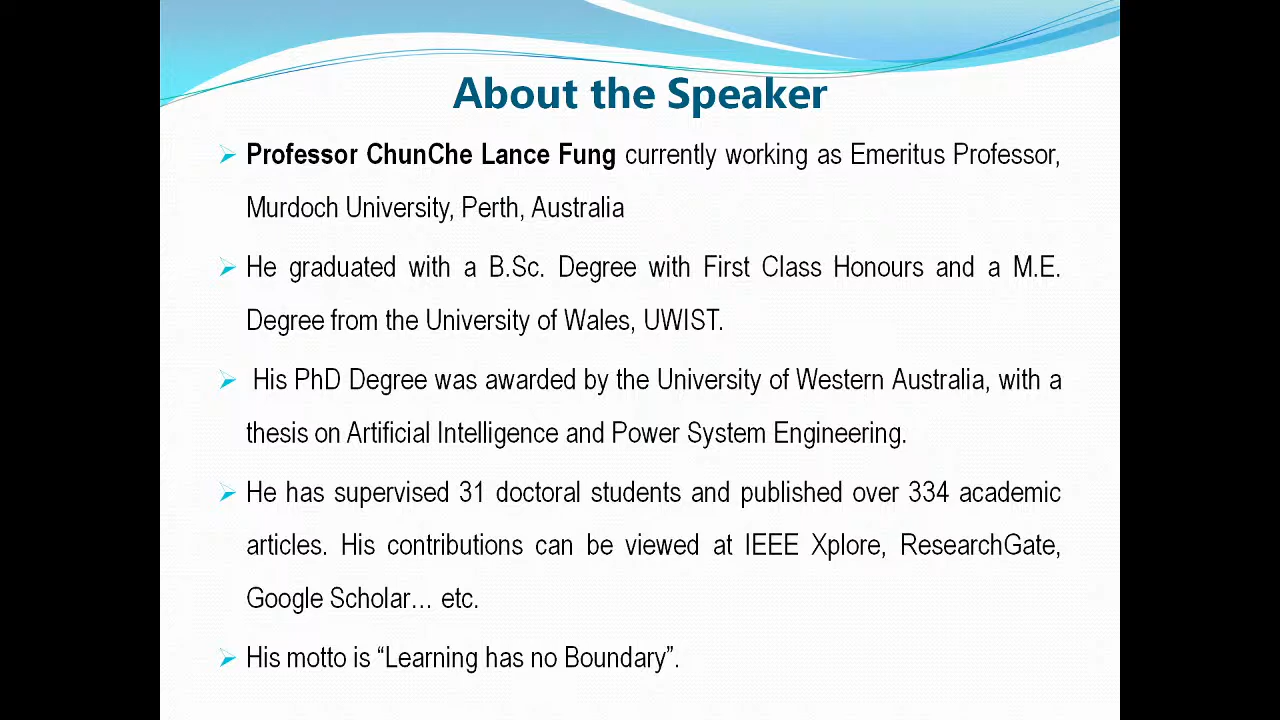 About the Speaker
Professor ChunChe Lance Fung currently working as Emeritus Professor,
Murdoch University, Perth, Australia
He graduated with a B.Sc. Degree with First Class Honours and a M.E.
Degree from the University of Wales, UWIST.
His PhD Degree was awarded by the University of Western Australia, with a
thesis on Artificial Intelligence and Power System Engineering.
He has supervised 31 doctoral students and published over 334 academic
articles. His contributions can be viewed at IEEE Xplore, ResearchGate,
Google Scholar… etc.
His motto is “Learning has no Boundary”.